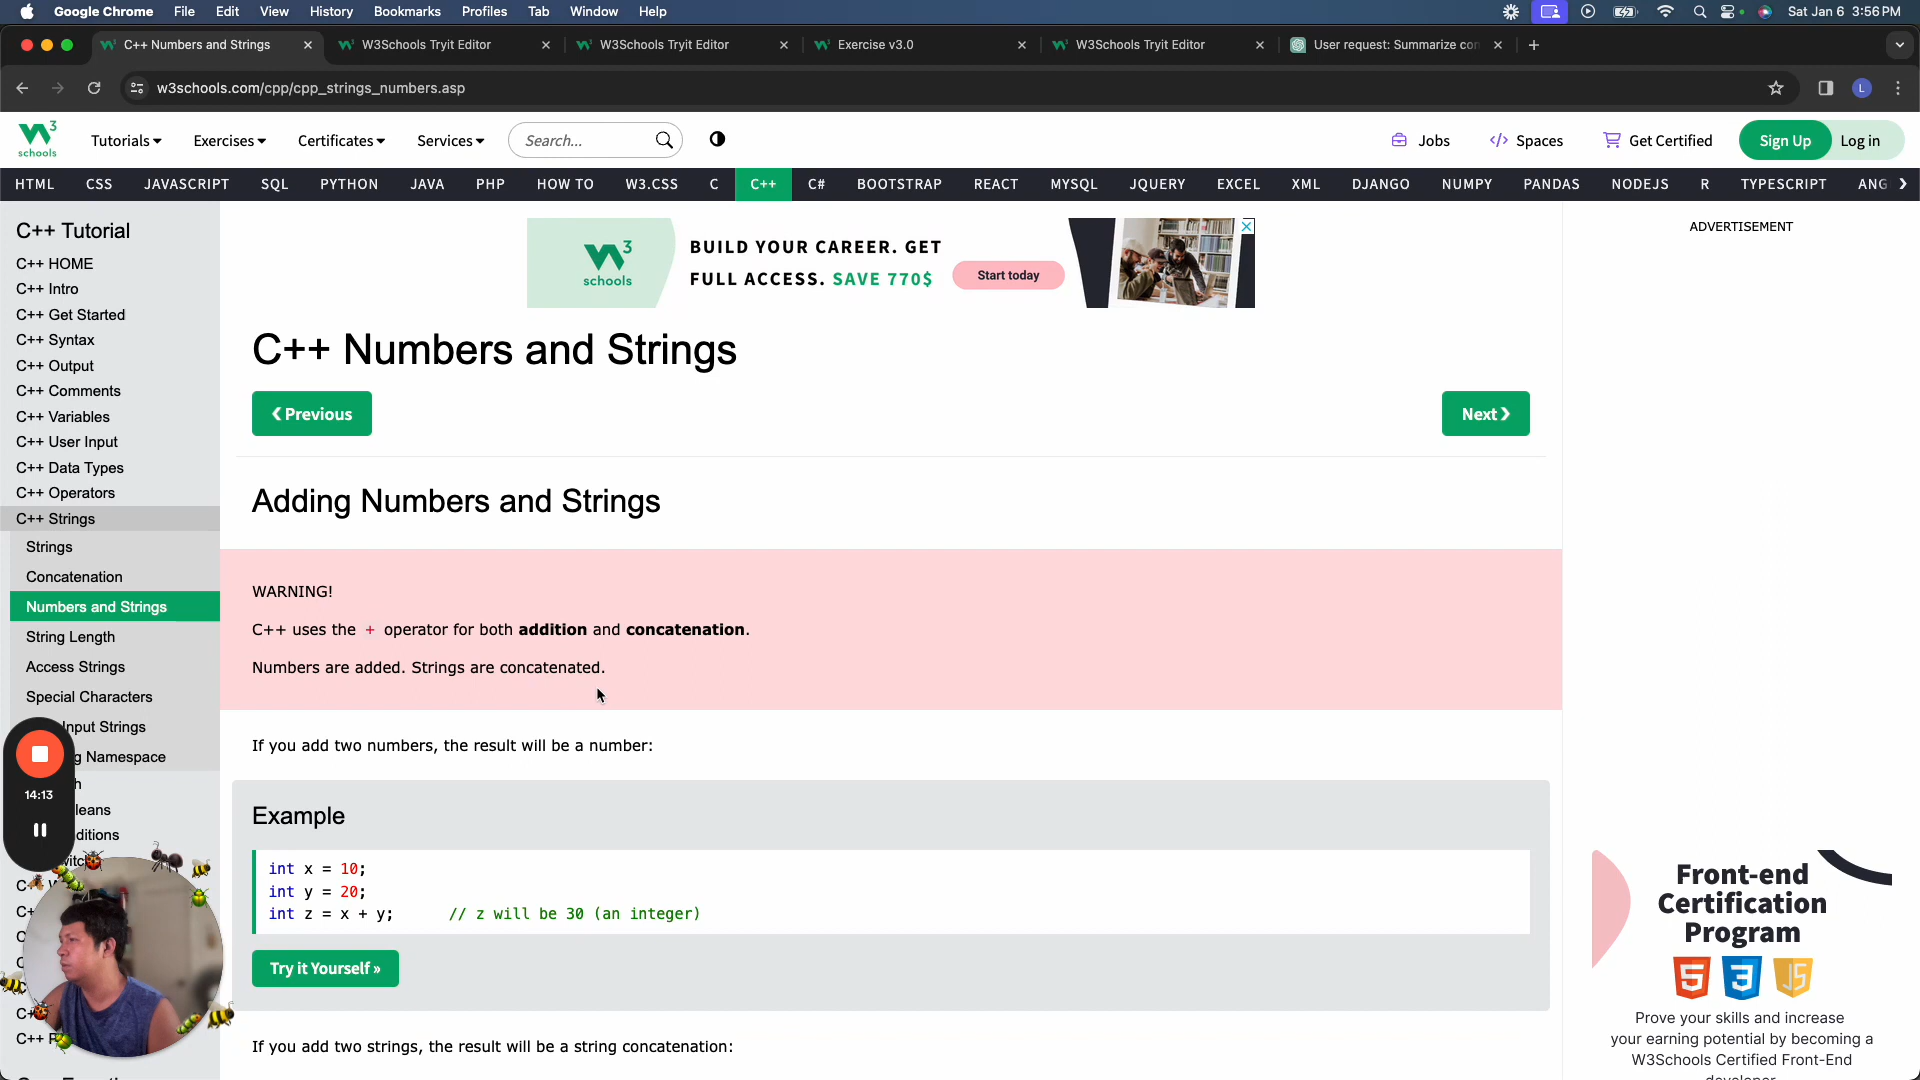 Google Chrome File Edit View History Bookmarks Profiles Tab Window Help Sat Jan 6 3:56 PM
C++ Numbers and Strings W3Schools Tryit Editor W3Schools Tryit Editor Exercise v3.0 W3Schools Tryit Editor User request: Summarize con
w3schools.com/cpp/cpp_strings_numbers.asp L
W3 schools Tutorials Exercises Certificates Services Search... Jobs Spaces Get Certified Sign Up Log in
HTML CSS JAVASCRIPT SQL PYTHON JAVA PHP HOW TO W3.CSS C C++ C# BOOTSTRAP REACT MYSQL JQUERY EXCEL XML DJANGO NUMPY PANDAS NODEJS R TYPESCRIPT ANG
C++ Tutorial
C++ HOME
C++ Intro
C++ Get Started
C++ Syntax
C++ Output
C++ Comments
C++ Variables
C++ User Input
C++ Data Types
C++ Operators
C++ Strings
Strings
Concatenation
Numbers and Strings
String Length
Access Strings
Special Characters
Input Strings
Namespace
14:13
W3 schools
BUILD YOUR CAREER. GET
FULL ACCESS. SAVE 770$
Start today
C++ Numbers and Strings
❮ Previous
Next ❯
Adding Numbers and Strings
WARNING!
C++ uses the + operator for both addition and concatenation.
Numbers are added. Strings are concatenated.
If you add two numbers, the result will be a number:
Example
int x = 10;
int y = 20;
int z = x + y; // z will be 30 (an integer)
Try it Yourself »
If you add two strings, the result will be a string concatenation:
ADVERTISEMENT
Front-end
Certification
Program
5 3 JS
Prove your skills and increase
your earning potential by becoming a
W3Schools Certified Front-End